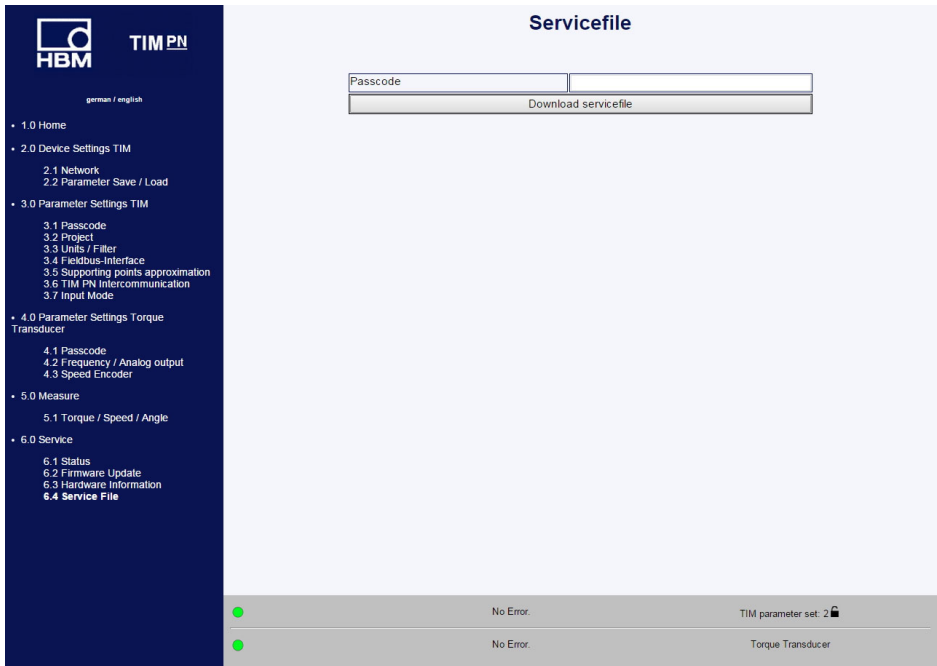 HBM
TIM PN
german / english
• 1.0 Home
• 2.0 Device Settings TIM
2.1 Network
2.2 Parameter Save / Load
• 3.0 Parameter Settings TIM
3.1 Passcode
3.2 Project
3.3 Units / Filter
3.4 Fieldbus-Interface
3.5 Supporting points approximation
3.6 TIM PN Intercommunication
3.7 Input Mode
• 4.0 Parameter Settings Torque
Transducer
4.1 Passcode
4.2 Frequency / Analog output
4.3 Speed Encoder
• 5.0 Measure
5.1 Torque / Speed / Angle
• 6.0 Service
6.1 Status
6.2 Firmware Update
6.3 Hardware Information
6.4 Service File
Servicefile
Passcode
Download servicefile
No Error. TIM parameter set: 2
No Error. Torque Transducer